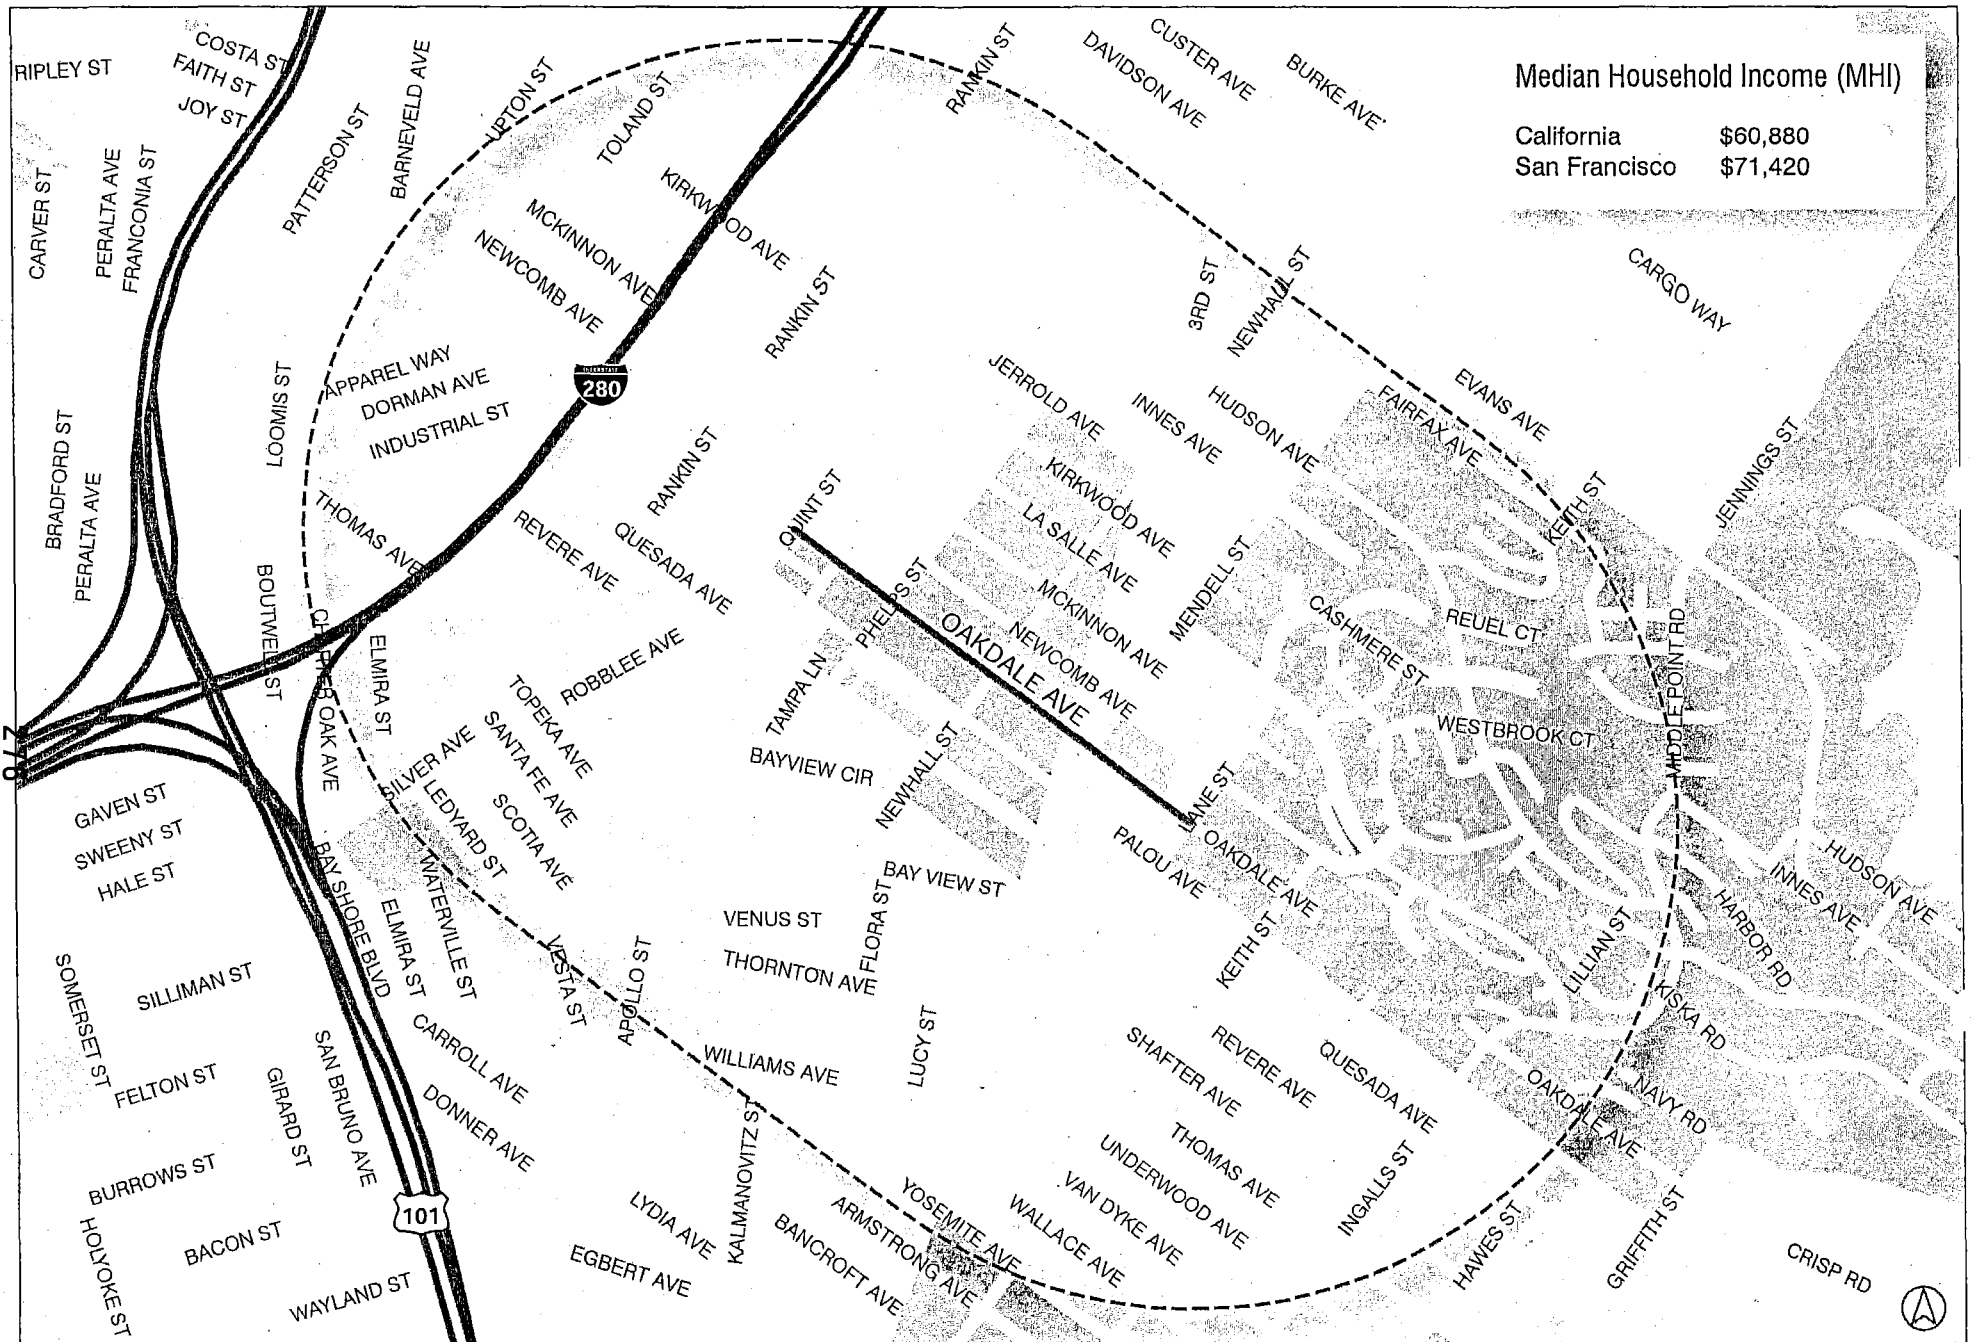 RIPLEY ST
COSTA ST
FAITH ST
JOY ST
CARVER ST
PERALTA AVE
FRANCONIA ST
PATTERSON ST
BARNEVELD AVE
UPTON ST
TOLAND ST
RANKIN ST
DAVIDSON AVE
CUSTER AVE
BURKE AVE
Median Household Income (MHI)
California $60,880
San Francisco $71,420
KIRKWOOD AVE
MCKINNON AVE
NEWCOMB AVE
RANKIN ST
3RD ST
NEWHALL ST
CARGO WAY
LOOMIS ST
APPAREL WAY
DORMAN AVE
INDUSTRIAL ST
INTERSTATE
280
JERROLD AVE
INNES AVE
HUDSON AVE
FAIRFAX AVE
EVANS AVE
BRADFORD ST
PERALTA AVE
THOMAS AVE
REVERE AVE
RANKIN ST
QUESADA AVE
QUINT ST
KIRKWOOD AVE
LA SALLE AVE
KEITH ST
JENNINGS ST
BOUTWELL ST
CHARTER OAK AVE
ELMIRA ST
ROBBLEE AVE
TAMPA LN
PHELPS ST
OAKDALE AVE
NEWCOMB AVE
MCKINNON AVE
MENDELL ST
CASHMERE ST
REUEL CT
MIDDLE POINT RD
WESTBROOK CT
276
SILVER AVE
LEDYARD ST
SANTA FE AVE
TOPEKA AVE
SCOTIA AVE
BAYVIEW CIR
NEWHALL ST
LANE ST
PALOU AVE
OAKDALE AVE
GAVEN ST
SWEENY ST
HALE ST
BAY SHORE BLVD
ELMIRA ST
WATERVILLE ST
BAY VIEW ST
VENUS ST
FLORA ST
THORNTON AVE
KEITH ST
LILLIAN ST
HARBOR RD
INNES AVE
HUDSON AVE
SOMERSET ST
SILLIMAN ST
VESTA ST
APOLLO ST
KISKA RD
FELTON ST
GIRARD ST
SAN BRUNO AVE
CARROLL AVE
DONNER AVE
WILLIAMS AVE
LUCY ST
SHAFTER AVE
REVERE AVE
QUESADA AVE
OAKDALE AVE
NAVY RD
BURROWS ST
101
KALMANOVITZ ST
THOMAS AVE
UNDERWOOD AVE
VAN DYKE AVE
WALLACE AVE
INGALLS ST
HOLYOKE ST
BACON ST
WAYLAND ST
LYDIA AVE
EGBERT AVE
BANCROFT AVE
ARMSTRONG AVE
YOSEMITE AVE
HAWES ST
GRIFFITH ST
CRISP RD